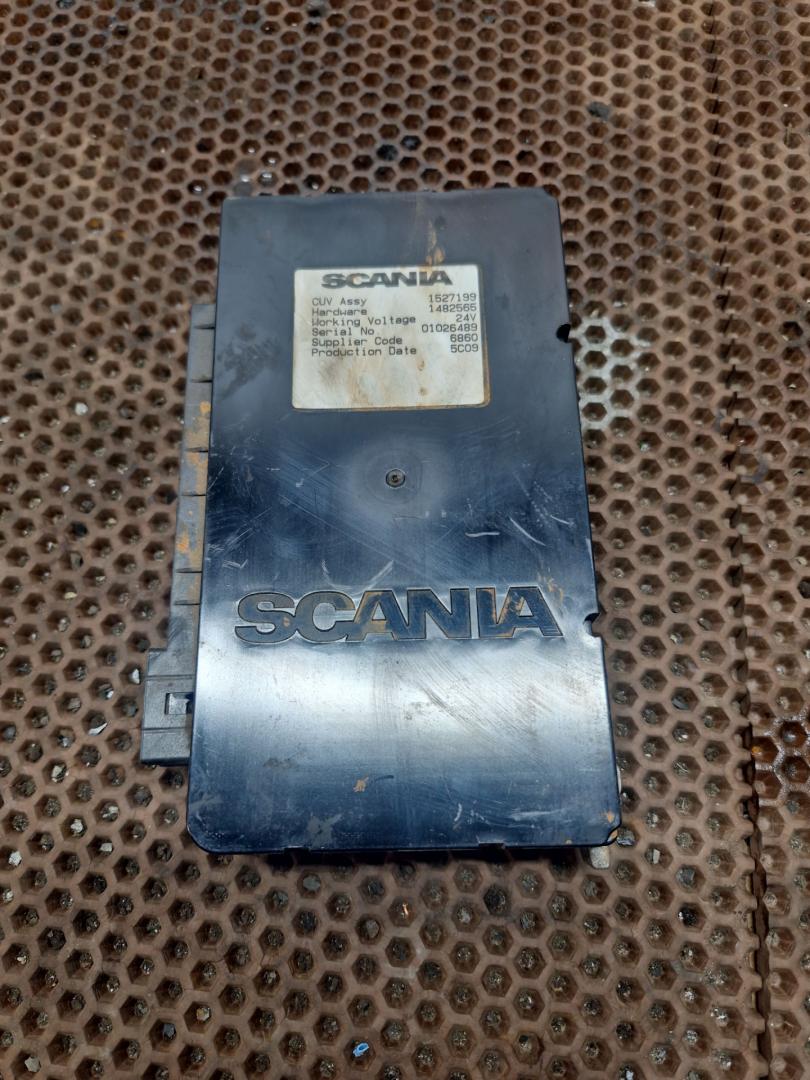 SCANIA
CUV Assy 1527199
Hardware 1482565
Working Voltage 24V
Serial No 01026489
Supplier Code 6860
Production Date 5C09
SCANIA